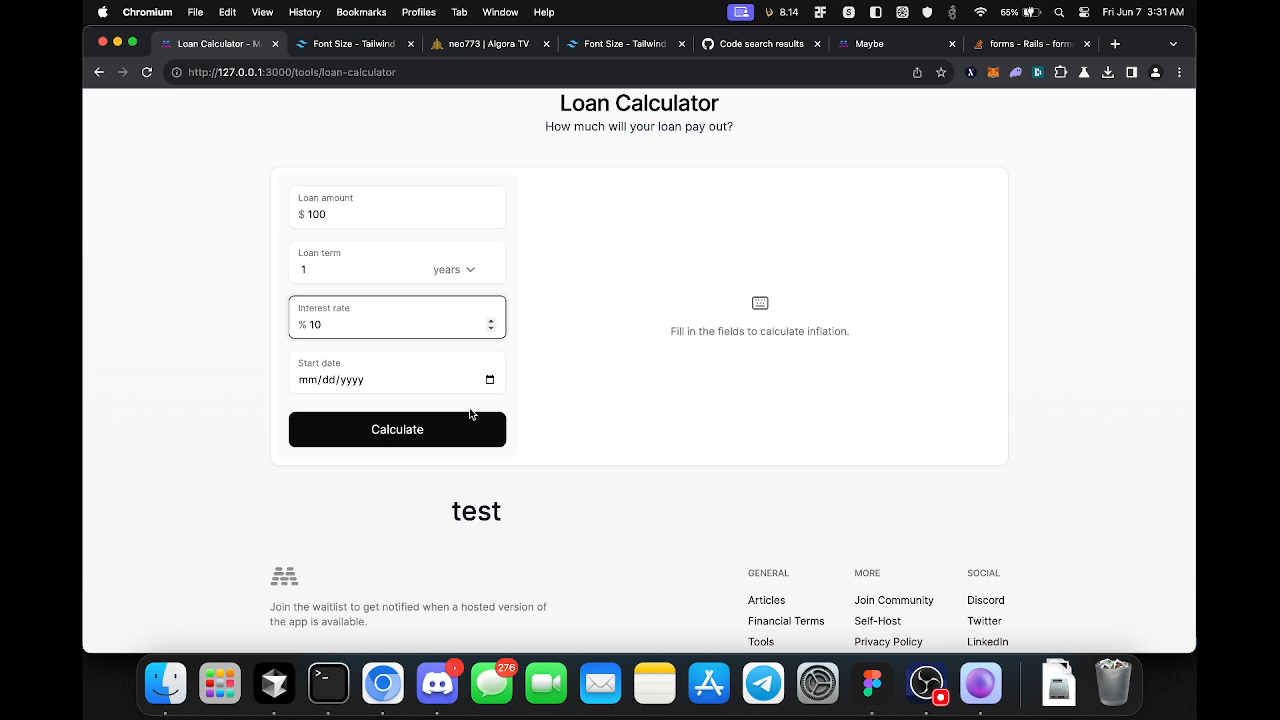 Chromium File Edit View History Bookmarks Profiles Tab Window Help 8.14 55% Fri Jun 7 3:31 AM
Loan Calculator - M Font Size - Tailwind neo773 | Algora TV Font Size - Tailwind Code search results Maybe forms - Rails - form
http://127.0.0.1:3000/tools/loan-calculator
Loan Calculator
How much will your loan pay out?
Loan amount
$ 100
Loan term
1 years
Interest rate
% 10
Start date
mm/dd/yyyy
Calculate
Fill in the fields to calculate inflation.
test
Join the waitlist to get notified when a hosted version of
the app is available.
GENERAL
Articles
Financial Terms
Tools
MORE
Join Community
Self-Host
Privacy Policy
SOCIAL
Discord
Twitter
LinkedIn
276